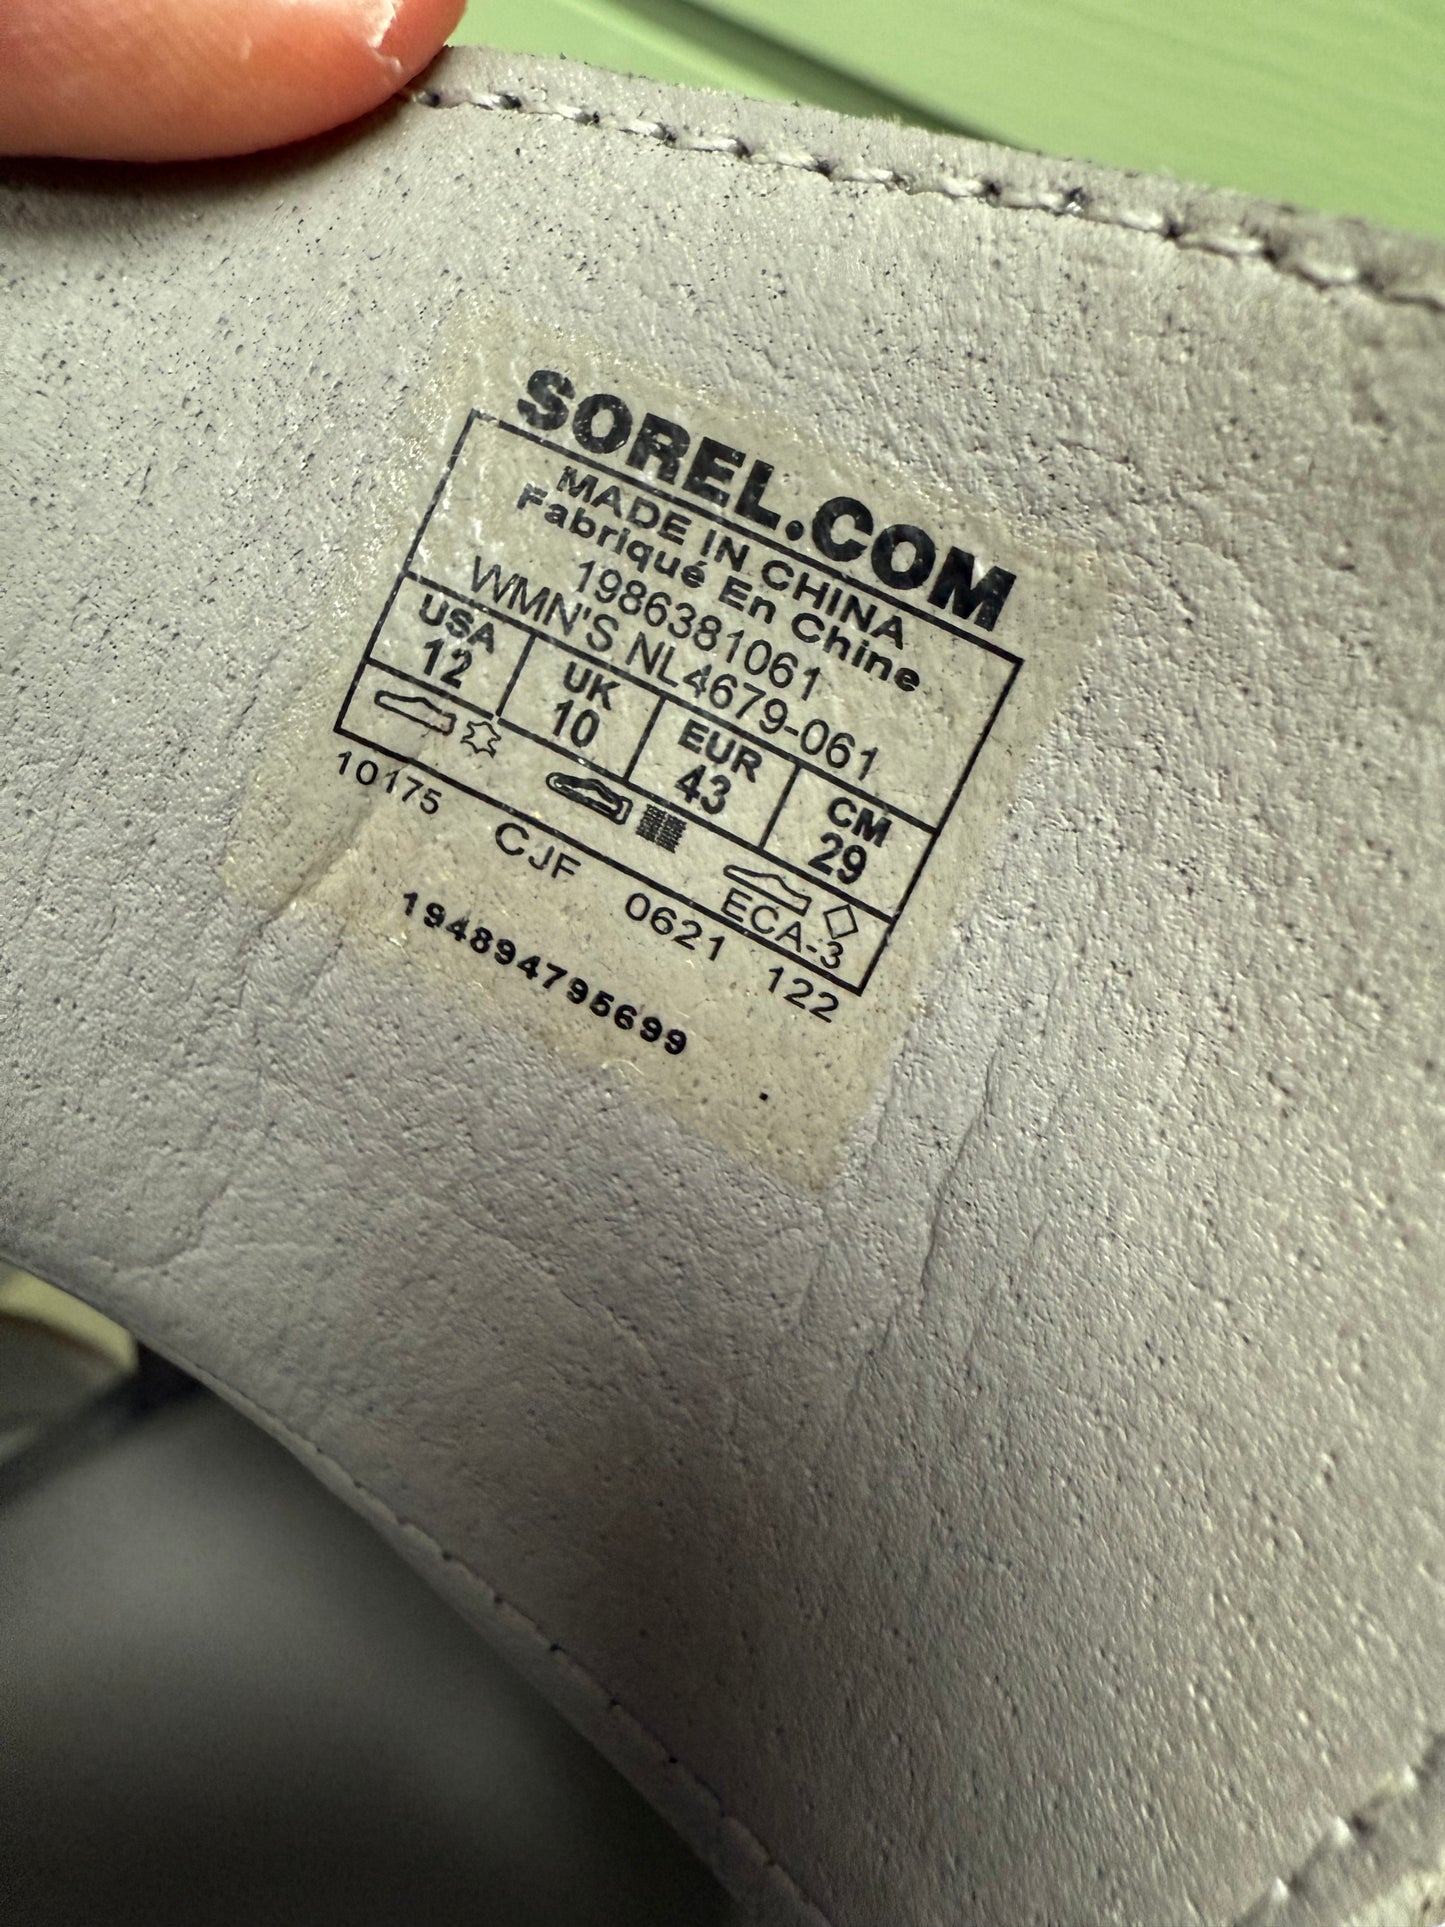 SOREL.COM
MADE IN CHINA
Fabriqué En Chine
1986381061
WMN'S NL4679-061
USA UK EUR CM
12 10 43 29
ECA-3
10175 CJF 0621 122
194894795699